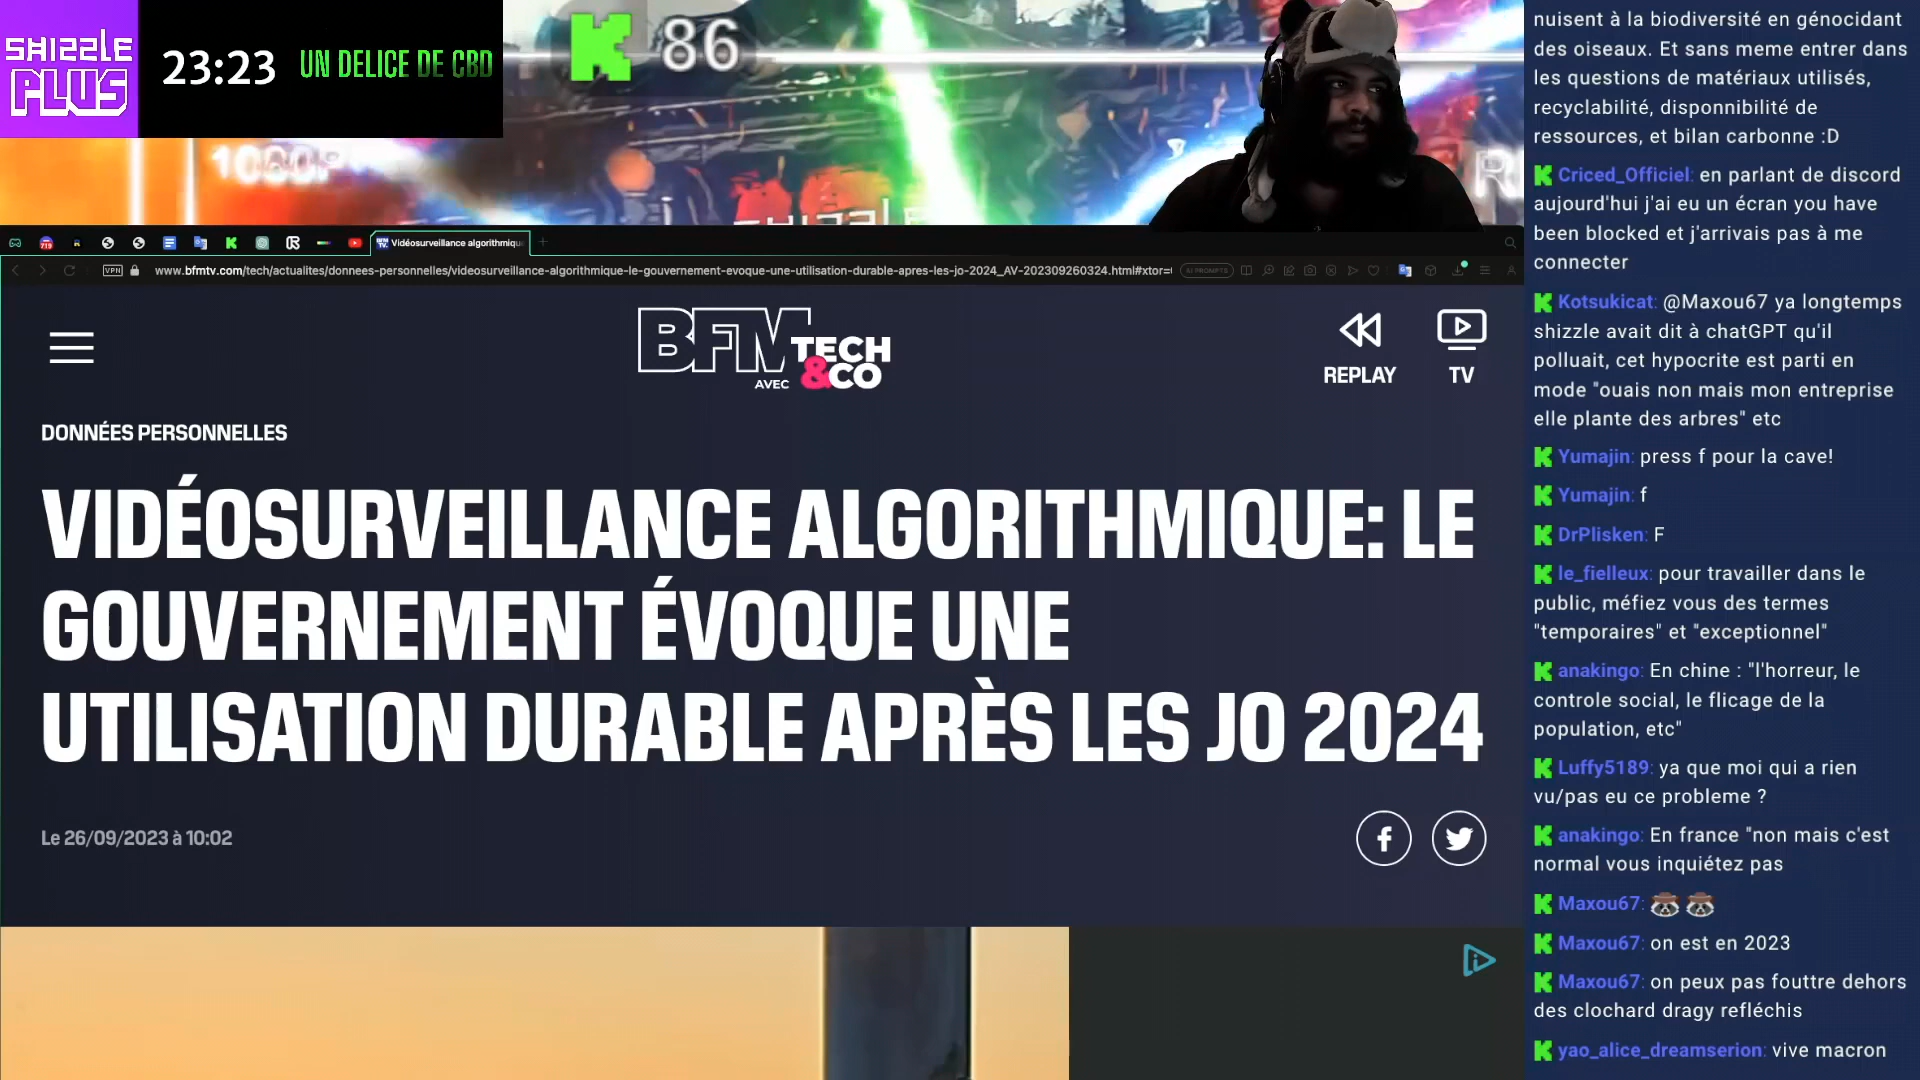 SHIZZLE
PLUS
23:23
UN DELICE DE CBD
86
1080P
Vidéosurveillance algorithmiqu
VPN
www.bfmtv.com/tech/actualites/donnees-personnelles/videosurveillance-algorithmique-le-gouvernement-evoque-une-utilisation-durable-apres-les-jo-2024_AV-202309260324.html#xtor=
AI PROMPTS
BFM
TECH
AVEC &CO
REPLAY
TV
DONNÉES PERSONNELLES
VIDÉOSURVEILLANCE ALGORITHMIQUE: LE
GOUVERNEMENT ÉVOQUE UNE
UTILISATION DURABLE APRÈS LES JO 2024
Le 26/09/2023 à 10:02
nuisent à la biodiversité en génocidant
des oiseaux. Et sans meme entrer dans
les questions de matériaux utilisés,
recyclabilité, disponnibilité de
ressources, et bilan carbonne :D
Criced_Officiel: en parlant de discord
aujourd'hui j'ai eu un écran you have
been blocked et j'arrivais pas à me
connecter
Kotsukicat: @Maxou67 ya longtemps
shizzle avait dit à chatGPT qu'il
polluait, cet hypocrite est parti en
mode "ouais non mais mon entreprise
elle plante des arbres" etc
Yumajin: press f pour la cave!
Yumajin: f
DrPlisken: F
le_fielleux: pour travailler dans le
public, méfiez vous des termes
"temporaires" et "exceptionnel"
anakingo: En chine : "l'horreur, le
controle social, le flicage de la
population, etc"
Luffy5189: ya que moi qui a rien
vu/pas eu ce probleme ?
anakingo: En france "non mais c'est
normal vous inquiétez pas
Maxou67:
Maxou67: on est en 2023
Maxou67: on peux pas fouttre dehors
des clochard dragy refléchis
yao_alice_dreamserion: vive macron